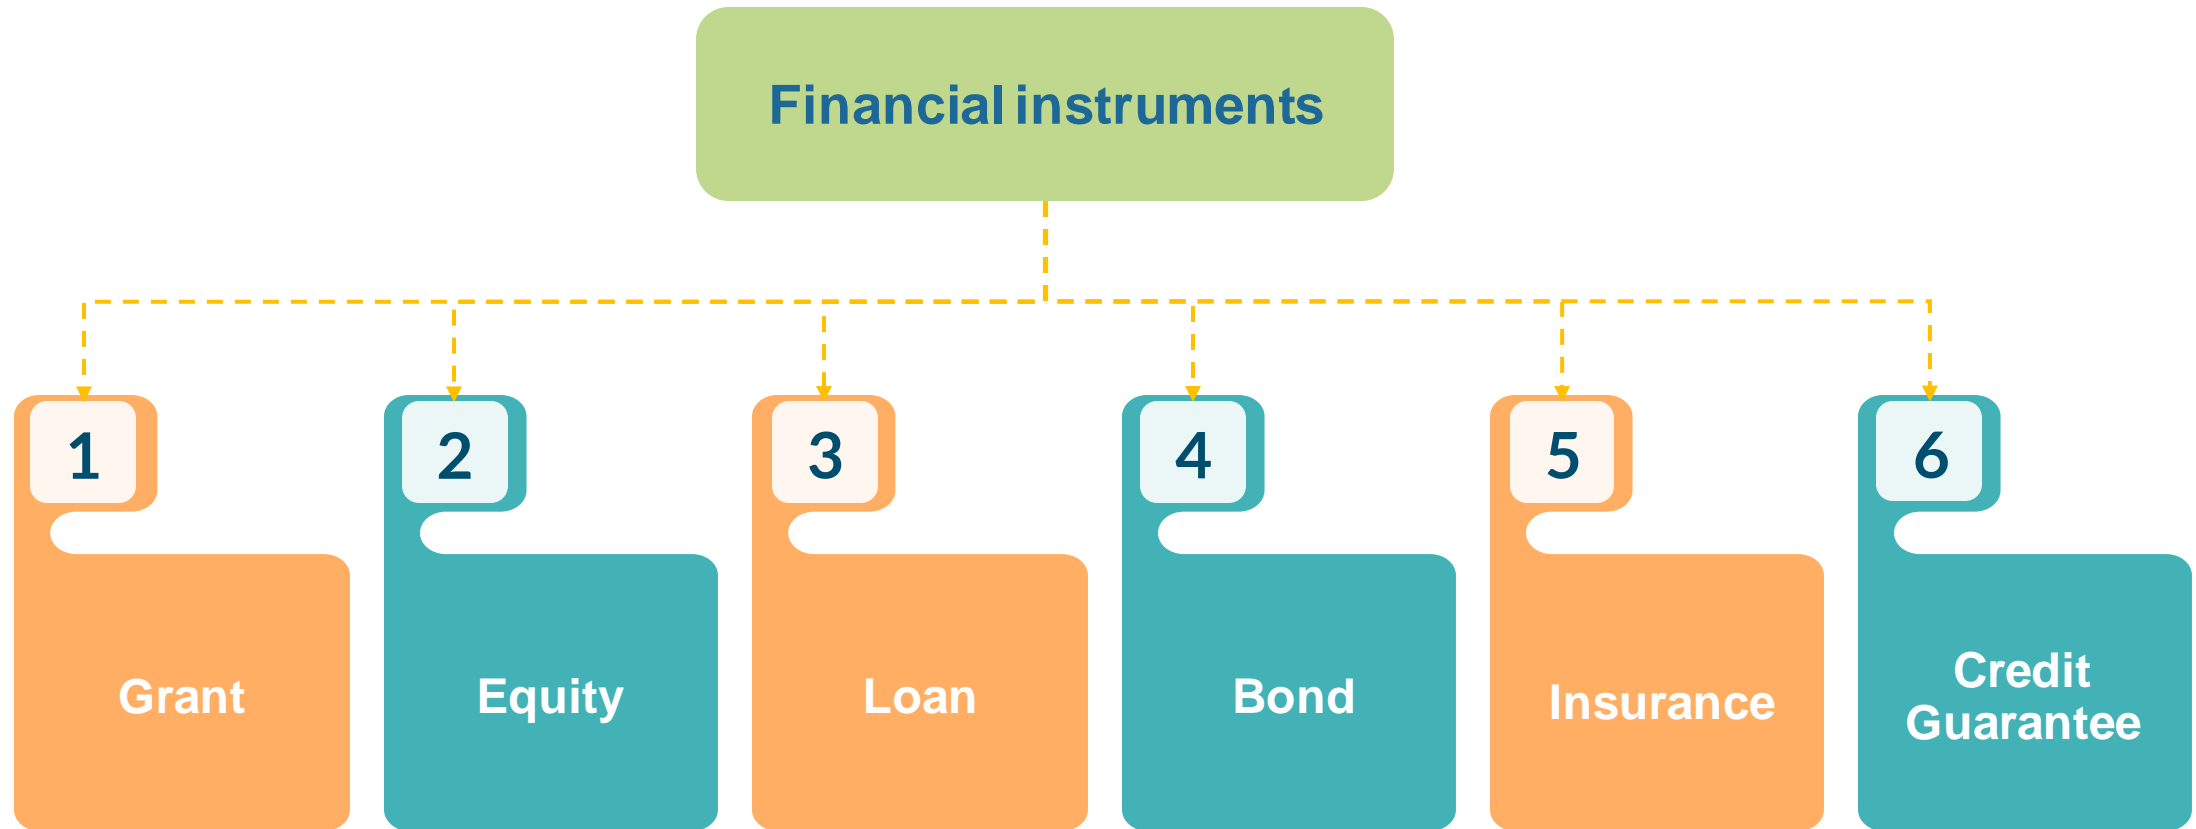 Financial instruments
1
2
3
4
5
6
Grant
Equity
Loan
Bond
Insurance
Credit
Guarantee